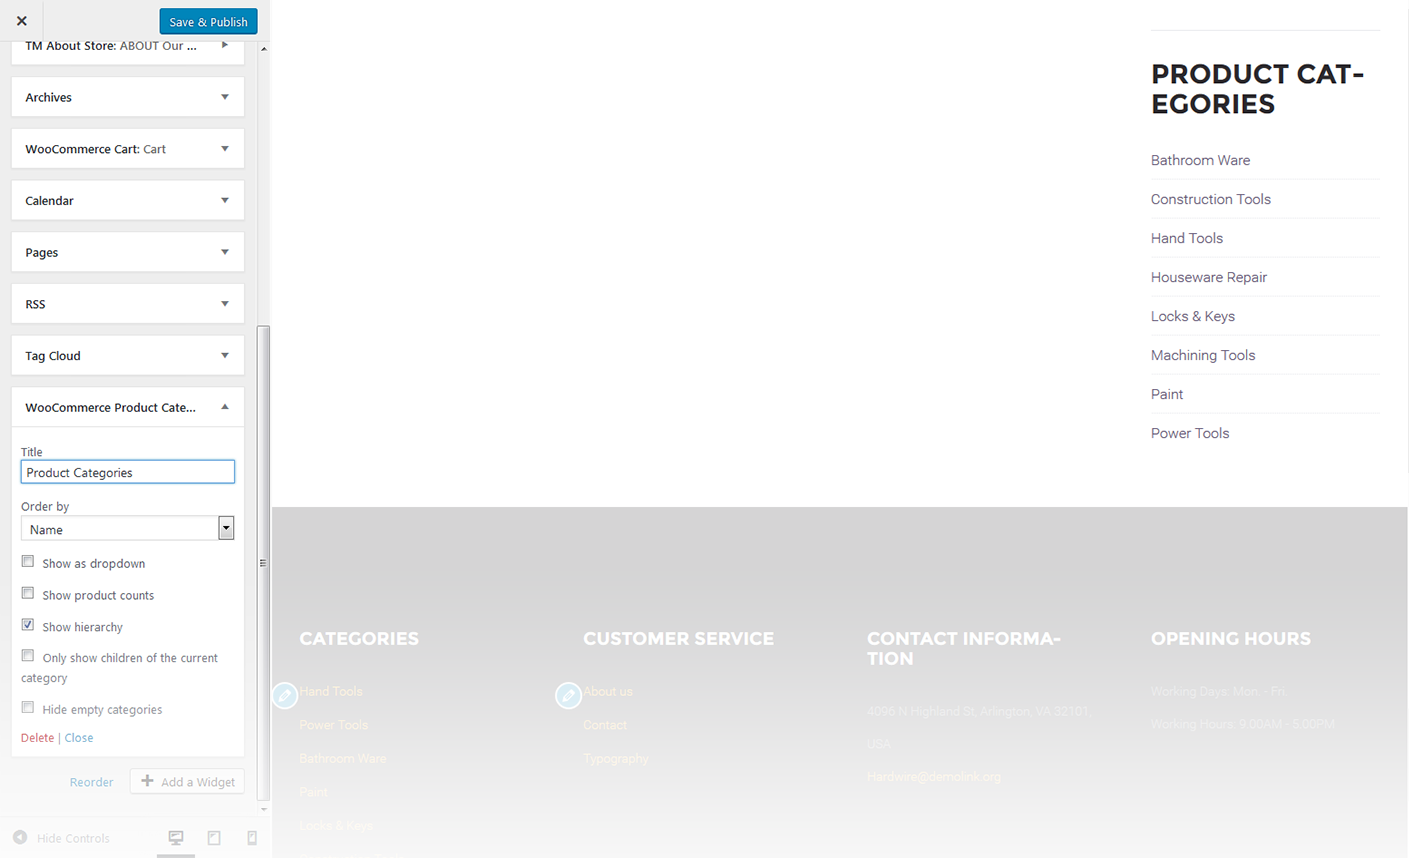 Save & Publish
TM About Store: ABOUT Our ...
Archives
WooCommerce Cart: Cart
Calendar
Pages
RSS
Tag Cloud
WooCommerce Product Cate...
Title
Product Categories
Order by
Name
Show as dropdown
Show product counts
Show hierarchy
Only show children of the current
category
Hide empty categories
Delete | Close
Reorder
Add a Widget
Hide Controls
PRODUCT CAT-
EGORIES
Bathroom Ware
Construction Tools
Hand Tools
Houseware Repair
Locks & Keys
Machining Tools
Paint
Power Tools
CATEGORIES
Hand Tools
Power Tools
Bathroom Ware
Paint
Locks & Keys
CUSTOMER SERVICE
About us
Contact
Typography
CONTACT INFORMA-
TION
4096 N Highland St, Arlington, VA 32101,
USA
Hardwire@demolink.org
OPENING HOURS
Working Days: Mon. - Fri
Working Hours: 9:00AM - 5:00PM